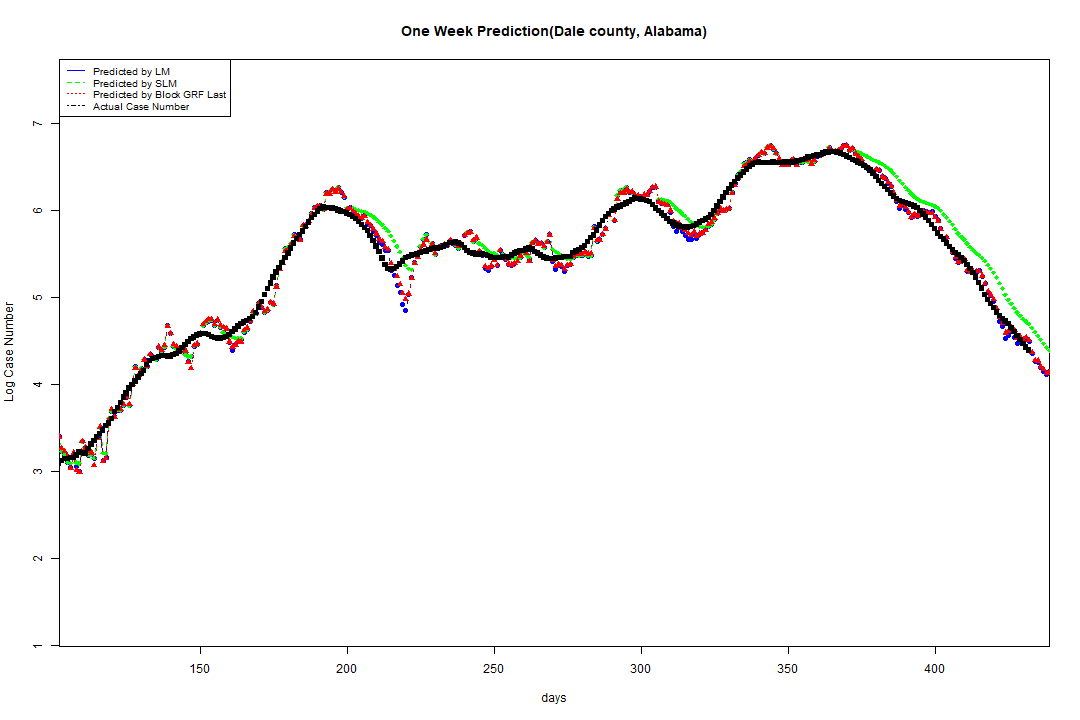 One Week Prediction(Dale county, Alabama)
Predicted by LM
Predicted by SLM
Predicted by Block GRF Last
Actual Case Number
7
6
5
4
3
2
1
Log Case Number
150 200 250 300 350 400
days